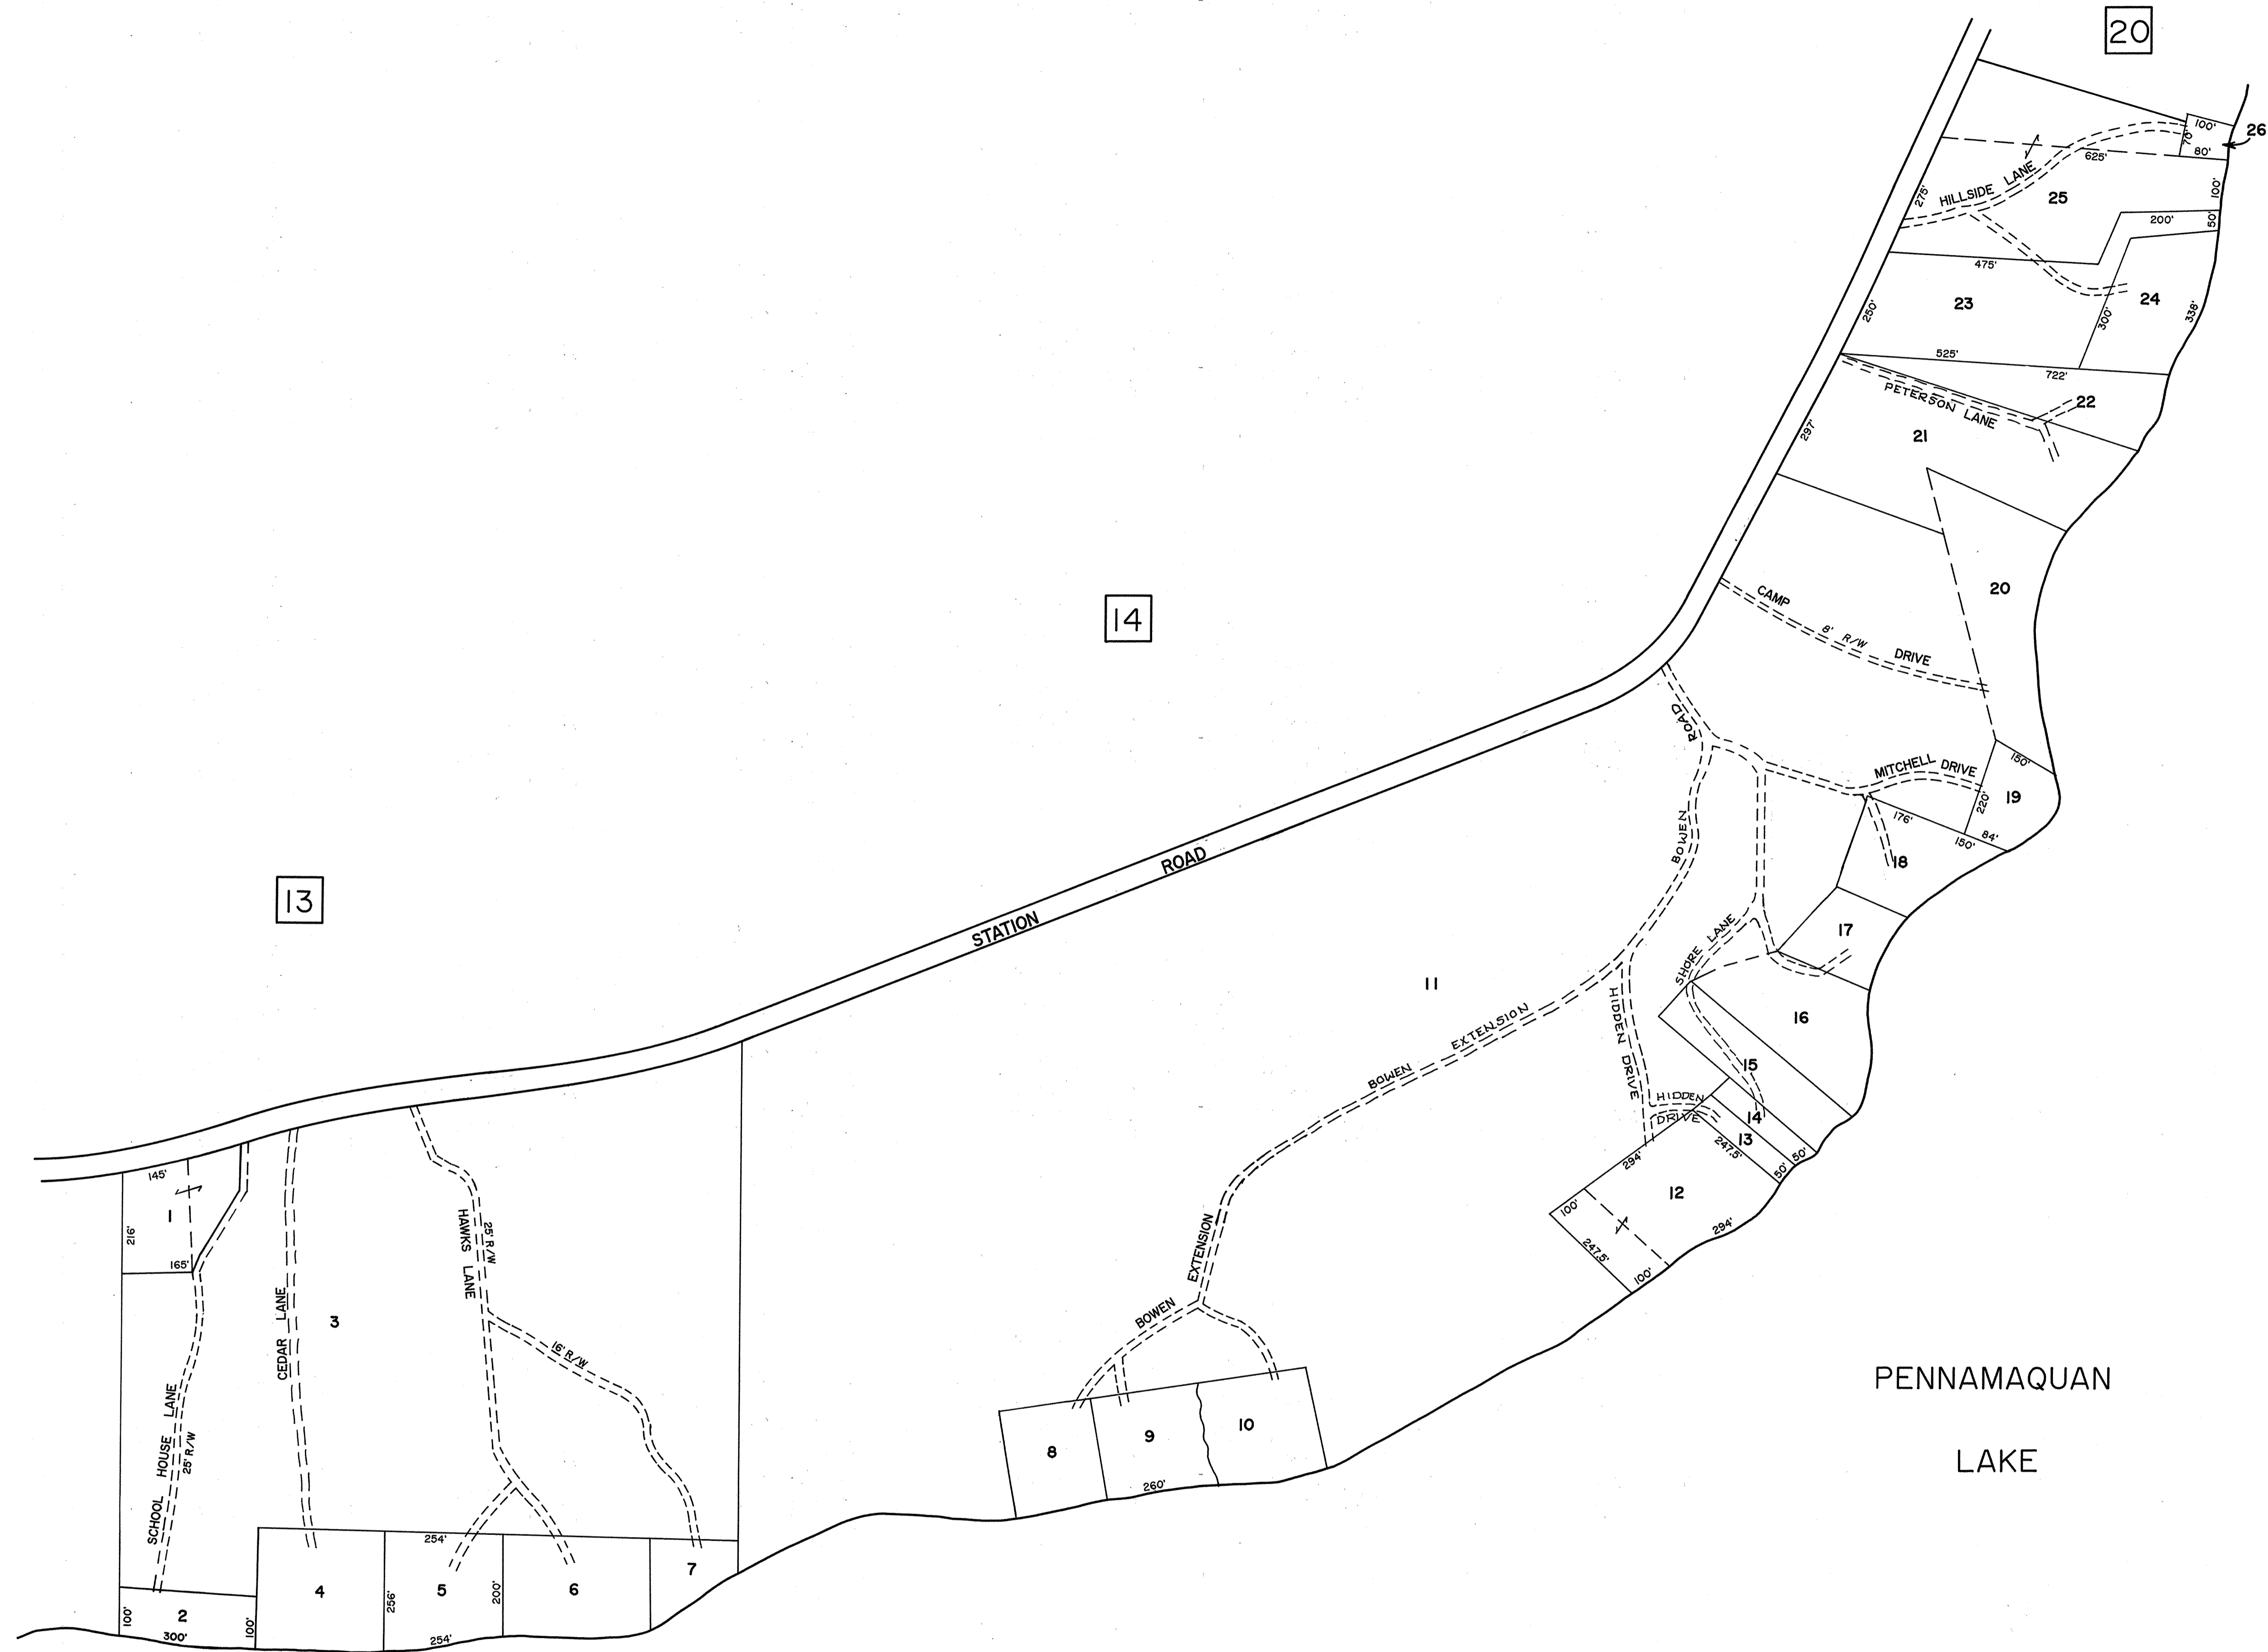 20
100'
26
70'
80'
625'
HILLSIDE LANE
275'
25
100'
200'
50'
475'
23
24
250'
300'
338'
525'
722'
PETERSON LANE
22
21
297'
20
CAMP
8' R/W
DRIVE
14
ROAD
MITCHELL DRIVE
150'
19
220'
176'
84'
150'
18
BOWEN
ROAD
STATION
13
SHORE LANE
17
11
16
HIDDEN DRIVE
BOWEN EXTENSION
15
HIDDEN
DRIVE
14
13
247.5'
50'
50'
294'
12
100'
294'
247.5'
100'
145'
1
216'
165'
HAWKS LANE
25' R/W
CEDAR LANE
3
16' R/W
EXTENSION
BOWEN
PENNAMAQUAN
LAKE
SCHOOL HOUSE LANE
25' R/W
8
9
10
260'
254'
7
4
5
6
256'
200'
2
100'
100'
300'
254'